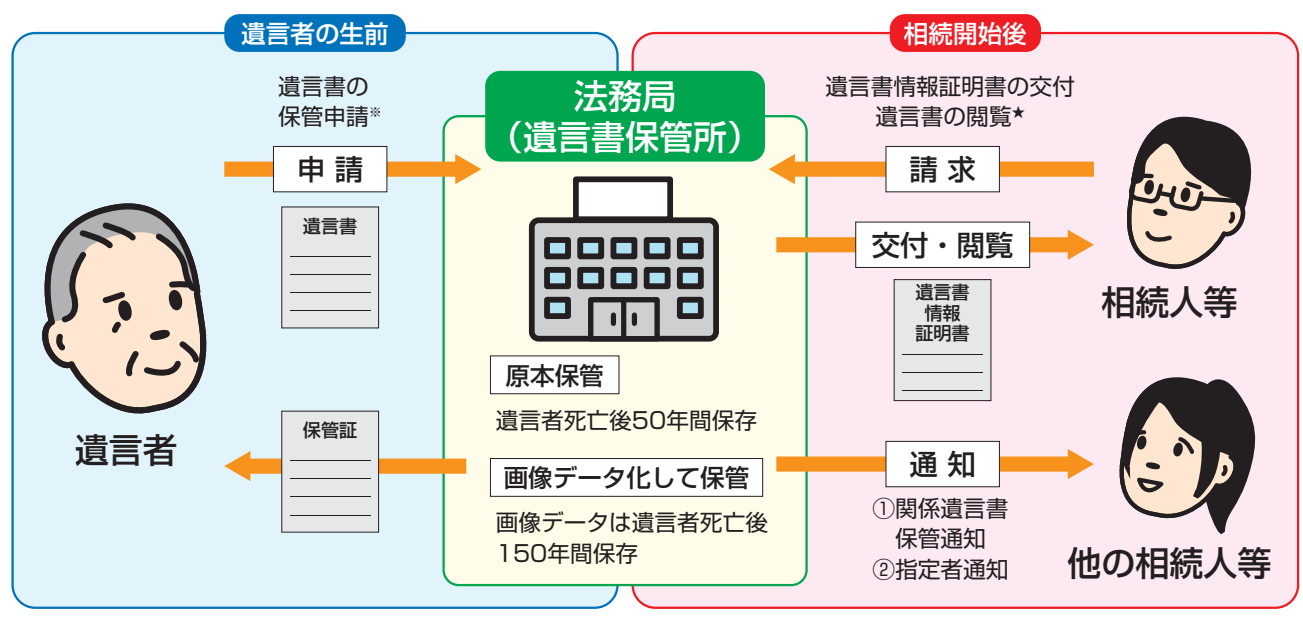 遺言者の生前
遺言書の
保管申請※
申 請
遺言書
遺言者
保管証
法務局
（遺言書保管所）
原本保管
遺言者死亡後50年間保存
画像データ化して保管
画像データは遺言者死亡後
150年間保存
相続開始後
遺言書情報証明書の交付
遺言書の閲覧★
請 求
交付・閲覧
遺言書
情報
証明書
相続人等
通 知
①関係遺言書
保管通知
②指定者通知
他の相続人等